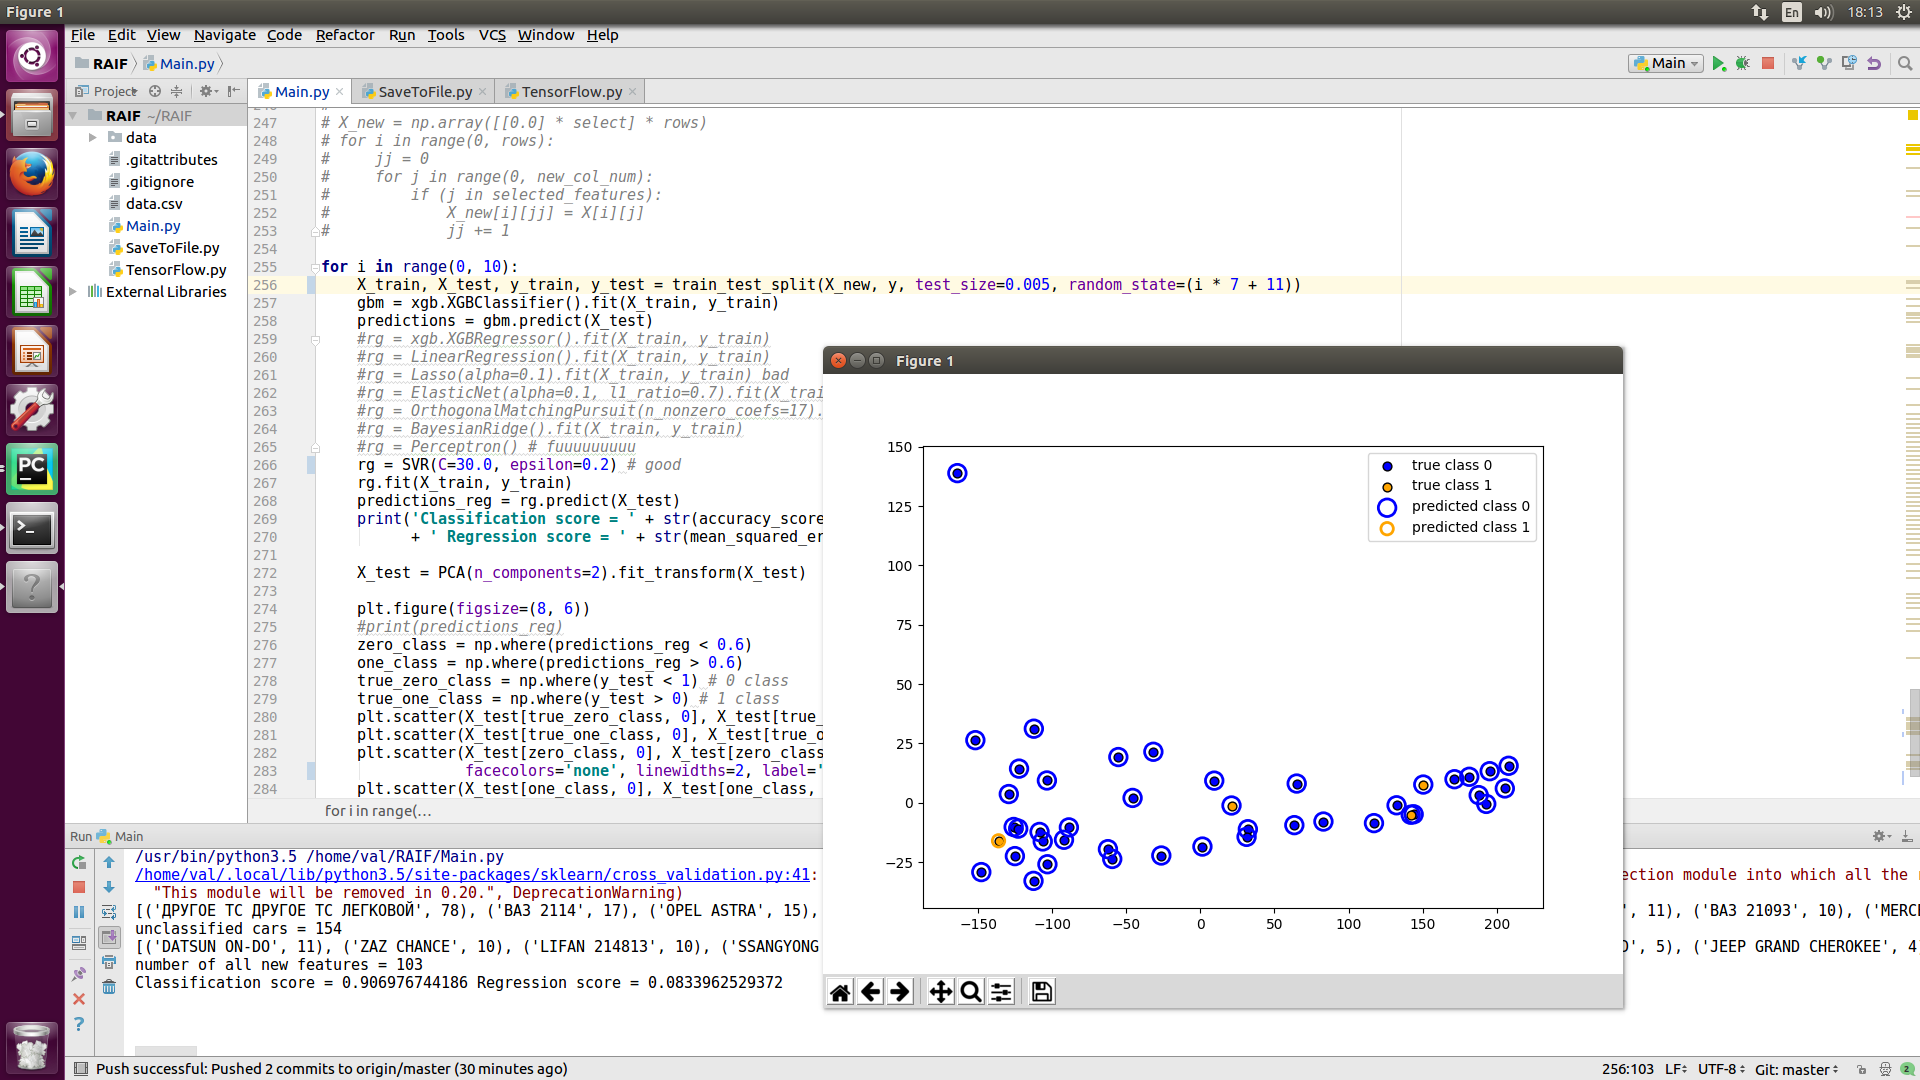 Figure 1
En
18:13
File Edit View Navigate Code Refactor Run Tools VCS Window Help
RAIF Main.py
Main
Project
Main.py SaveToFile.py TensorFlow.py
RAIF ~/RAIF
data
.gitattributes
.gitignore
data.csv
Main.py
SaveToFile.py
TensorFlow.py
External Libraries
247 # X_new = np.array([[0.0] * select] * rows)
248 # for i in range(0, rows):
249 #     jj = 0
250 #     for j in range(0, new_col_num):
251 #         if (j in selected_features):
252 #             X_new[i][jj] = X[i][j]
253 #             jj += 1
254
255 for i in range(0, 10):
256     X_train, X_test, y_train, y_test = train_test_split(X_new, y, test_size=0.005, random_state=(i * 7 + 11))
257     gbm = xgb.XGBClassifier().fit(X_train, y_train)
258     predictions = gbm.predict(X_test)
259     #rg = xgb.XGBRegressor().fit(X_train, y_train)
260     #rg = LinearRegression().fit(X_train, y_train)
261     #rg = Lasso(alpha=0.1).fit(X_train, y_train) bad
262     #rg = ElasticNet(alpha=0.1, l1_ratio=0.7).fit(X_trai
263     #rg = OrthogonalMatchingPursuit(n_nonzero_coefs=17).
264     #rg = BayesianRidge().fit(X_train, y_train)
265     #rg = Perceptron() # fuuuuuuuuu
266     rg = SVR(C=30.0, epsilon=0.2) # good
267     rg.fit(X_train, y_train)
268     predictions_reg = rg.predict(X_test)
269     print('Classification score = ' + str(accuracy_score
270           + ' Regression score = ' + str(mean_squared_er
271
272     X_test = PCA(n_components=2).fit_transform(X_test)
273
274     plt.figure(figsize=(8, 6))
275     #print(predictions_reg)
276     zero_class = np.where(predictions_reg < 0.6)
277     one_class = np.where(predictions_reg > 0.6)
278     true_zero_class = np.where(y_test < 1) # 0 class
279     true_one_class = np.where(y_test > 0) # 1 class
280     plt.scatter(X_test[true_zero_class, 0], X_test[true_
281     plt.scatter(X_test[true_one_class, 0], X_test[true_o
282     plt.scatter(X_test[zero_class, 0], X_test[zero_class
283                 facecolors='none', linewidths=2, label='
284     plt.scatter(X_test[one_class, 0], X_test[one_class,
for i in range(...
Figure 1
true class 0
true class 1
predicted class 0
predicted class 1
150
125
100
75
50
25
0
−25
−150 −100 −50 0 50 100 150 200
Run Main
/usr/bin/python3.5 /home/val/RAIF/Main.py
/home/val/.local/lib/python3.5/site-packages/sklearn/cross_validation.py:41: ection module into which all the r
"This module will be removed in 0.20.", DeprecationWarning)
[('ДРУГОЕ ТС ДРУГОЕ ТС ЛЕГКОВОЙ', 78), ('ВАЗ 2114', 17), ('OPEL ASTRA', 15), ', 11), ('ВАЗ 21093', 10), ('MERC
unclassified cars = 154
[('DATSUN ON-DO', 11), ('ZAZ CHANCE', 10), ('LIFAN 214813', 10), ('SSANGYONG O', 5), ('JEEP GRAND CHEROKEE', 4
number of all new features = 103
Classification score = 0.906976744186 Regression score = 0.0833962529372
Push successful: Pushed 2 commits to origin/master (30 minutes ago)
256:103 LF UTF-8 Git: master 2